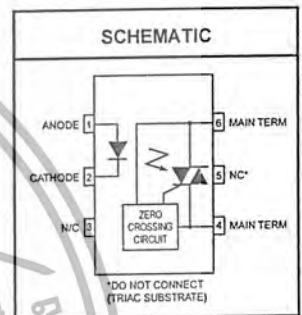 SCHEMATIC
ANODE 1
CATHODE 2
N/C 3
6 MAIN TERM
5 NC*
4 MAIN TERM
ZERO
CROSSING
CIRCUIT
*DO NOT CONNECT
(TRIAC SUBSTRATE)